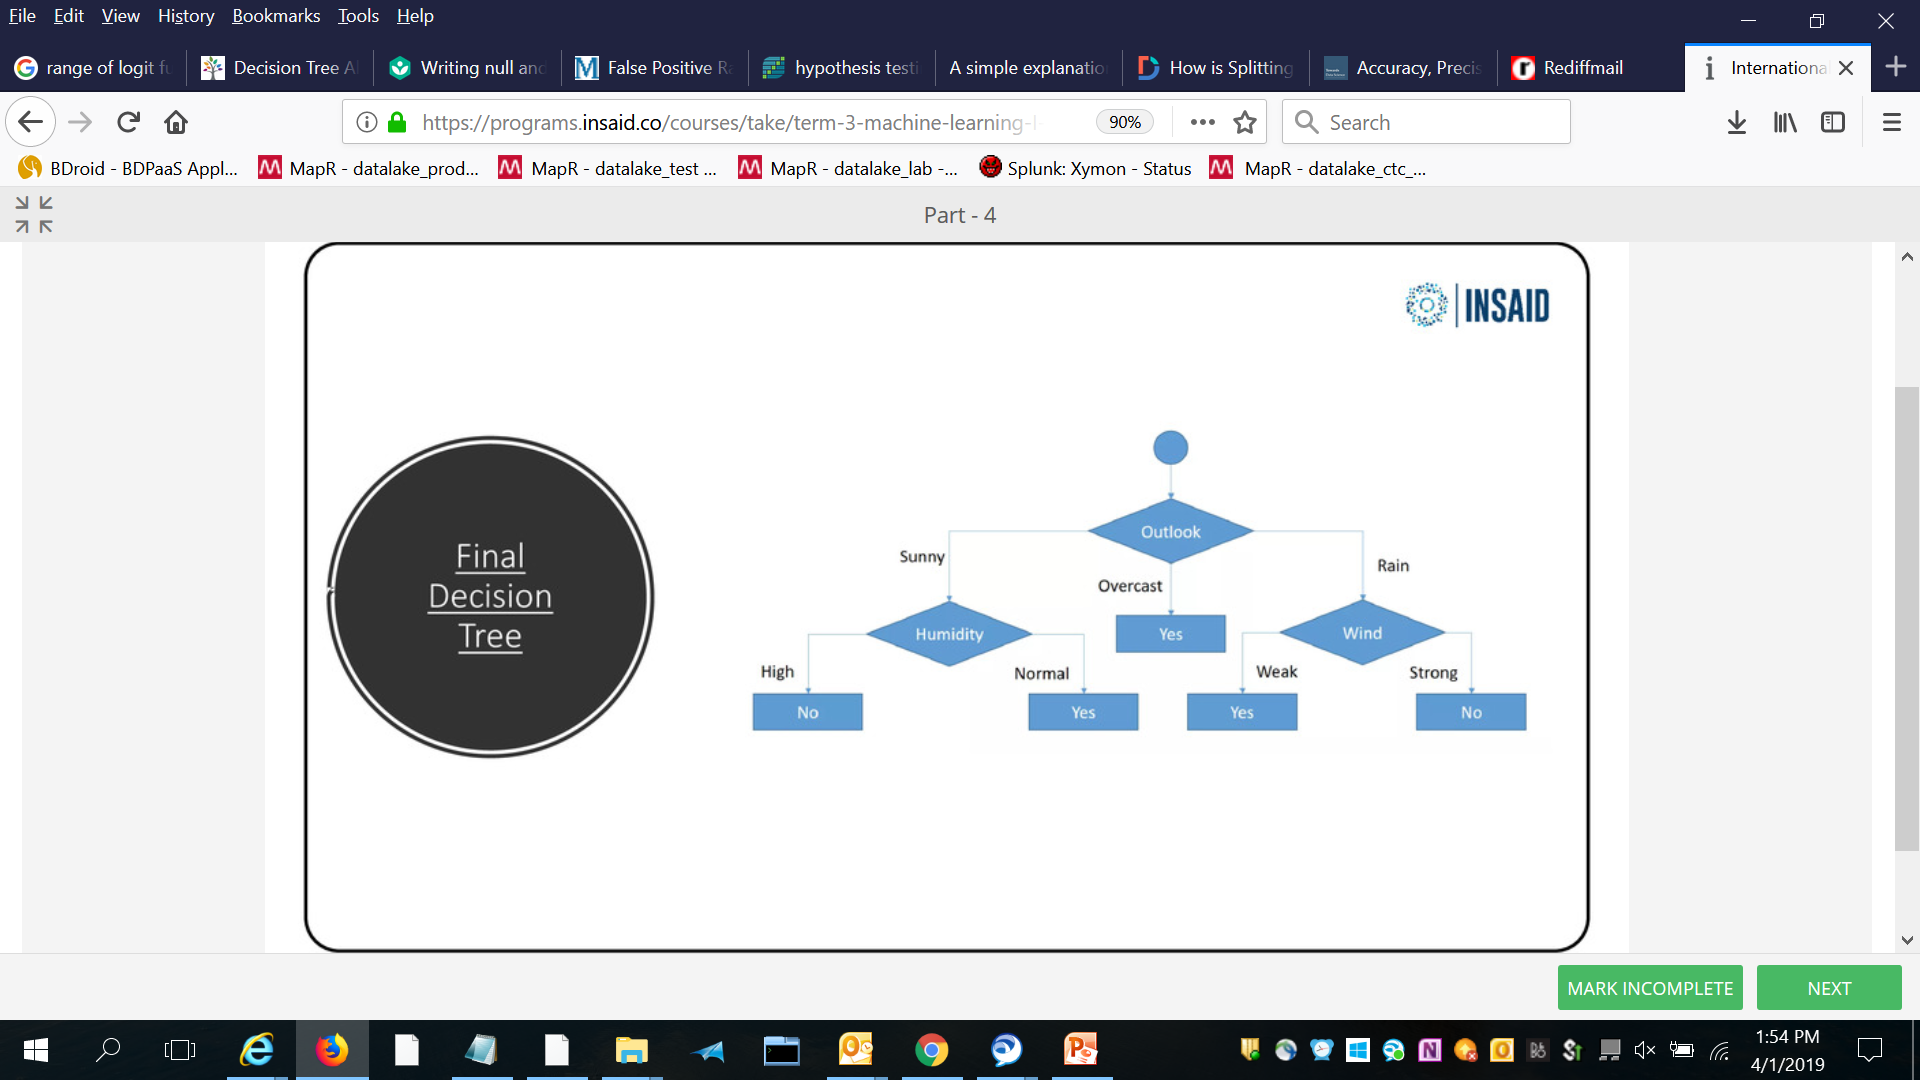 File Edit View History Bookmarks Tools Help
range of logit fu
Decision Tree Al
Writing null and
False Positive Ra
hypothesis testi
A simple explanatio
How is Splitting
Accuracy, Precis
Rediffmail
Internationa
https://programs.insaid.co/courses/take/term-3-machine-learning-l
90%
Search
BDroid - BDPaaS Appl...
MapR - datalake_prod...
MapR - datalake_test ...
MapR - datalake_lab -...
Splunk: Xymon - Status
MapR - datalake_ctc_...
Part - 4
INSAID
Final
Decision
Tree
Outlook
Sunny
Overcast
Rain
Humidity
Yes
Wind
High
Normal
Weak
Strong
No
Yes
Yes
No
MARK INCOMPLETE
NEXT
1:54 PM
4/1/2019